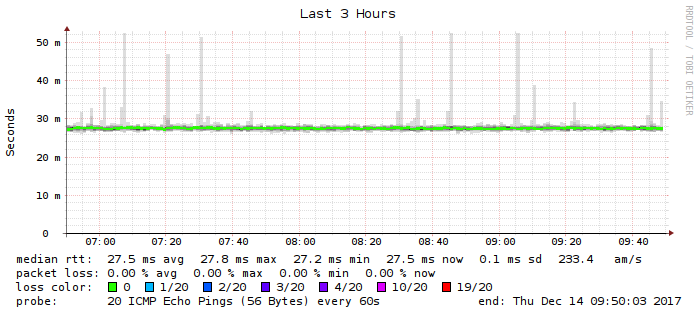 Last 3 Hours
RRDTOOL / TOBI OETIKER
Seconds
50 m
40 m
30 m
20 m
10 m
0
07:00 07:20 07:40 08:00 08:20 08:40 09:00 09:20 09:40
median rtt: 27.5 ms avg 27.8 ms max 27.2 ms min 27.5 ms now 0.1 ms sd 233.4 am/s
packet loss: 0.00 % avg 0.00 % max 0.00 % min 0.00 % now
loss color: 0 1/20 2/20 3/20 4/20 10/20 19/20
probe: 20 ICMP Echo Pings (56 Bytes) every 60s end: Thu Dec 14 09:50:03 2017